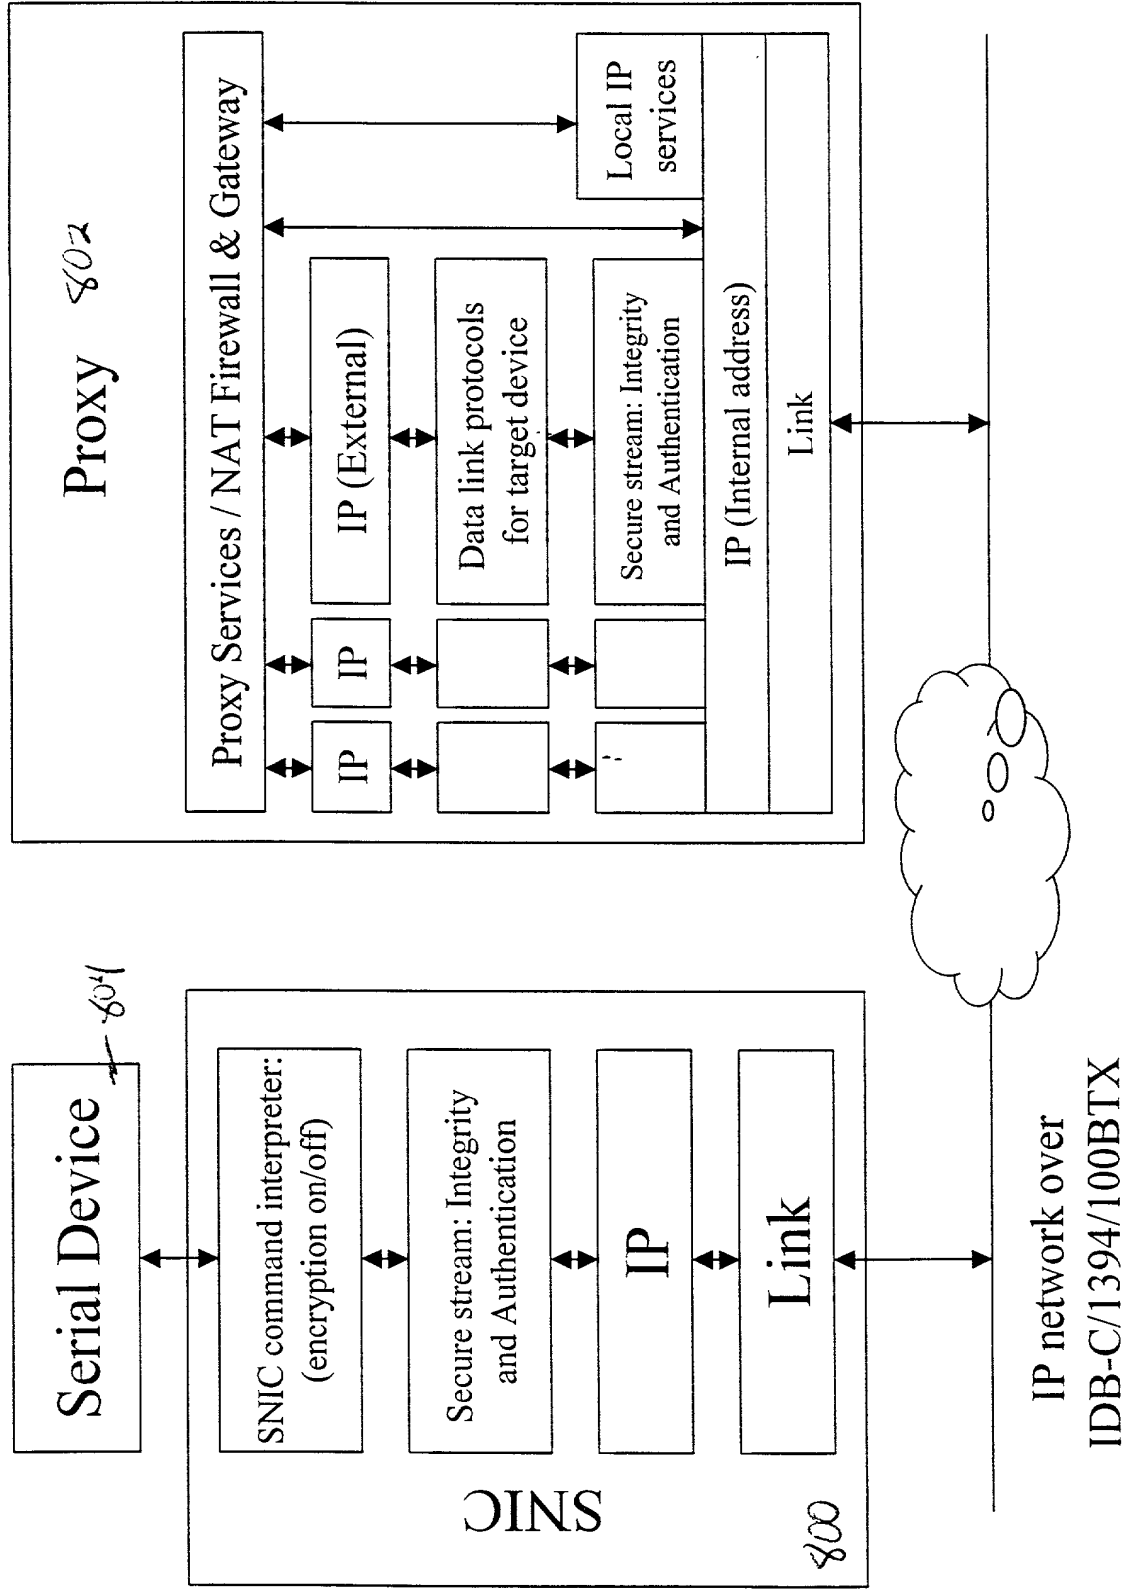 Serial Device
804
SNIC
SNIC command interpreter:
(encryption on/off)
Secure stream: Integrity
and Authentication
IP
Link
800
IP network over
IDB-C/1394/100BTX
Proxy
802
Proxy Services / NAT Firewall & Gateway
IP
IP
IP (External)
Data link protocols
for target device
Secure stream: Integrity
and Authentication
Local IP
services
IP (Internal address)
Link